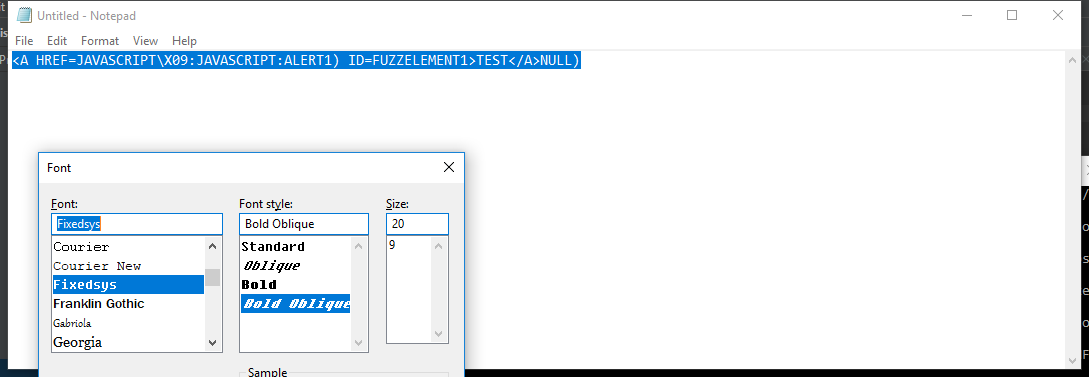 Untitled - Notepad
File Edit Format View Help
<A HREF=JAVASCRIPT\X09:JAVASCRIPT:ALERT1) ID=FUZZELEMENT1>TEST</A>NULL)
Font
Font: Font style: Size:
Fixedsys Bold Oblique 20
Courier Standard 9
Courier New Oblique
Fixedsys Bold
Franklin Gothic Bold Oblique
Gabriola
Georgia
Sample